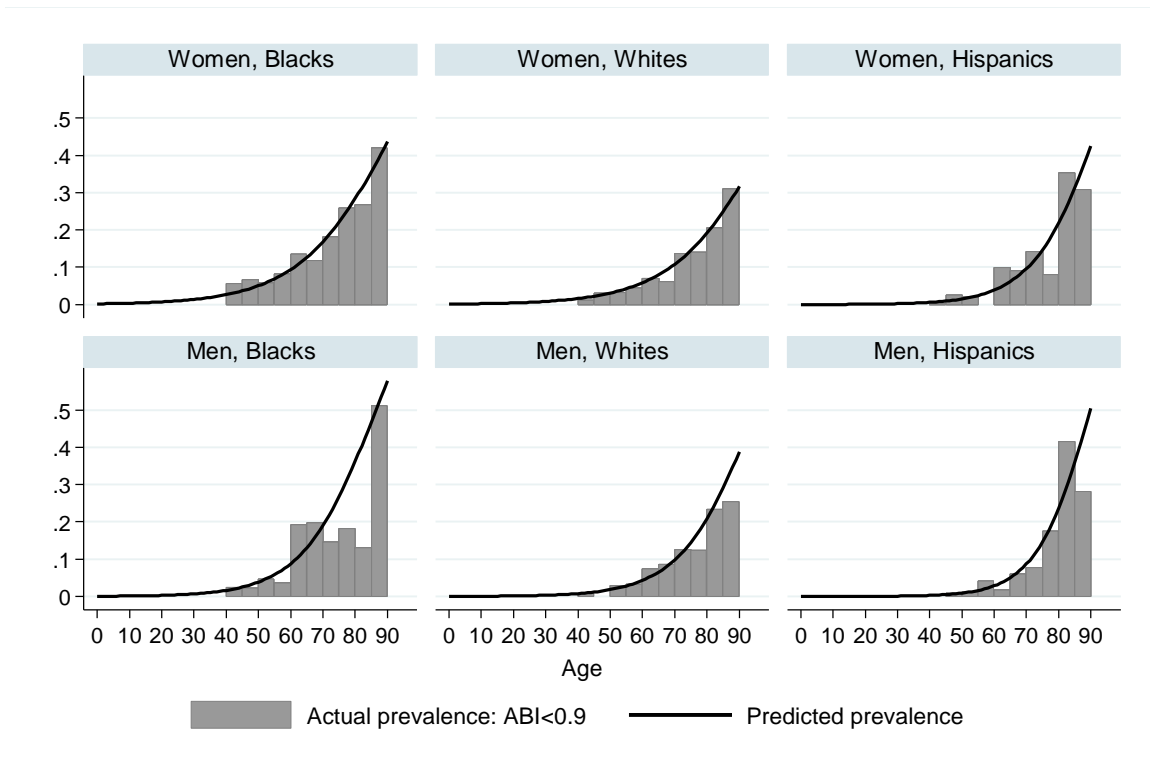 Women, Blacks Women, Whites Women, Hispanics
.5
.4
.3
.2
.1
0
Men, Blacks Men, Whites Men, Hispanics
.5
.4
.3
.2
.1
0
0 10 20 30 40 50 60 70 80 90 0 10 20 30 40 50 60 70 80 90 0 10 20 30 40 50 60 70 80 90
Age
Actual prevalence: ABI<0.9 Predicted prevalence